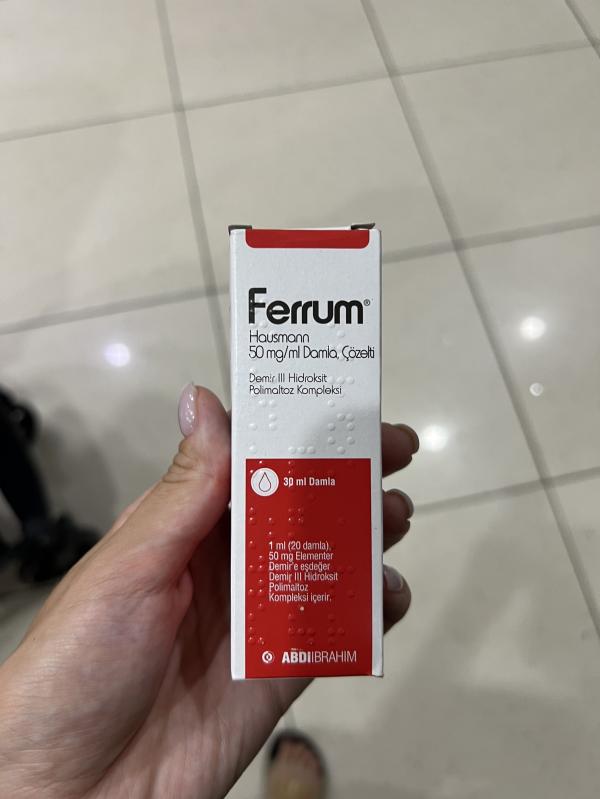 Ferrum®
Hausmann
50 mg/ml Damla, Çözelti
Demir III Hidroksit
Polimaltoz Kompleksi
30 ml Damla
1 ml (20 damla),
50 mg Elementer
Demir'e eşdeğer
Demir III Hidroksit
Polimaltoz
Kompleksi içerir.
ABDİİBRAHİM